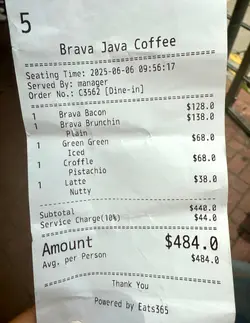 5
Brava Java Coffee
Seating Time: 2025-06-06 09:56:17
Served By: manager
Order No.: C3562 [Dine-in]
1 Brava Bacon $128.0
1 Brava Brunchin $138.0
Plain
1 Green Green $68.0
Iced
1 Croffle $68.0
Pistachio
1 Latte $38.0
Nutty
Subtotal $440.0
Service Charge(10%) $44.0
Amount $484.0
Avg. per Person $484.0
Thank You
Powered by Eats365